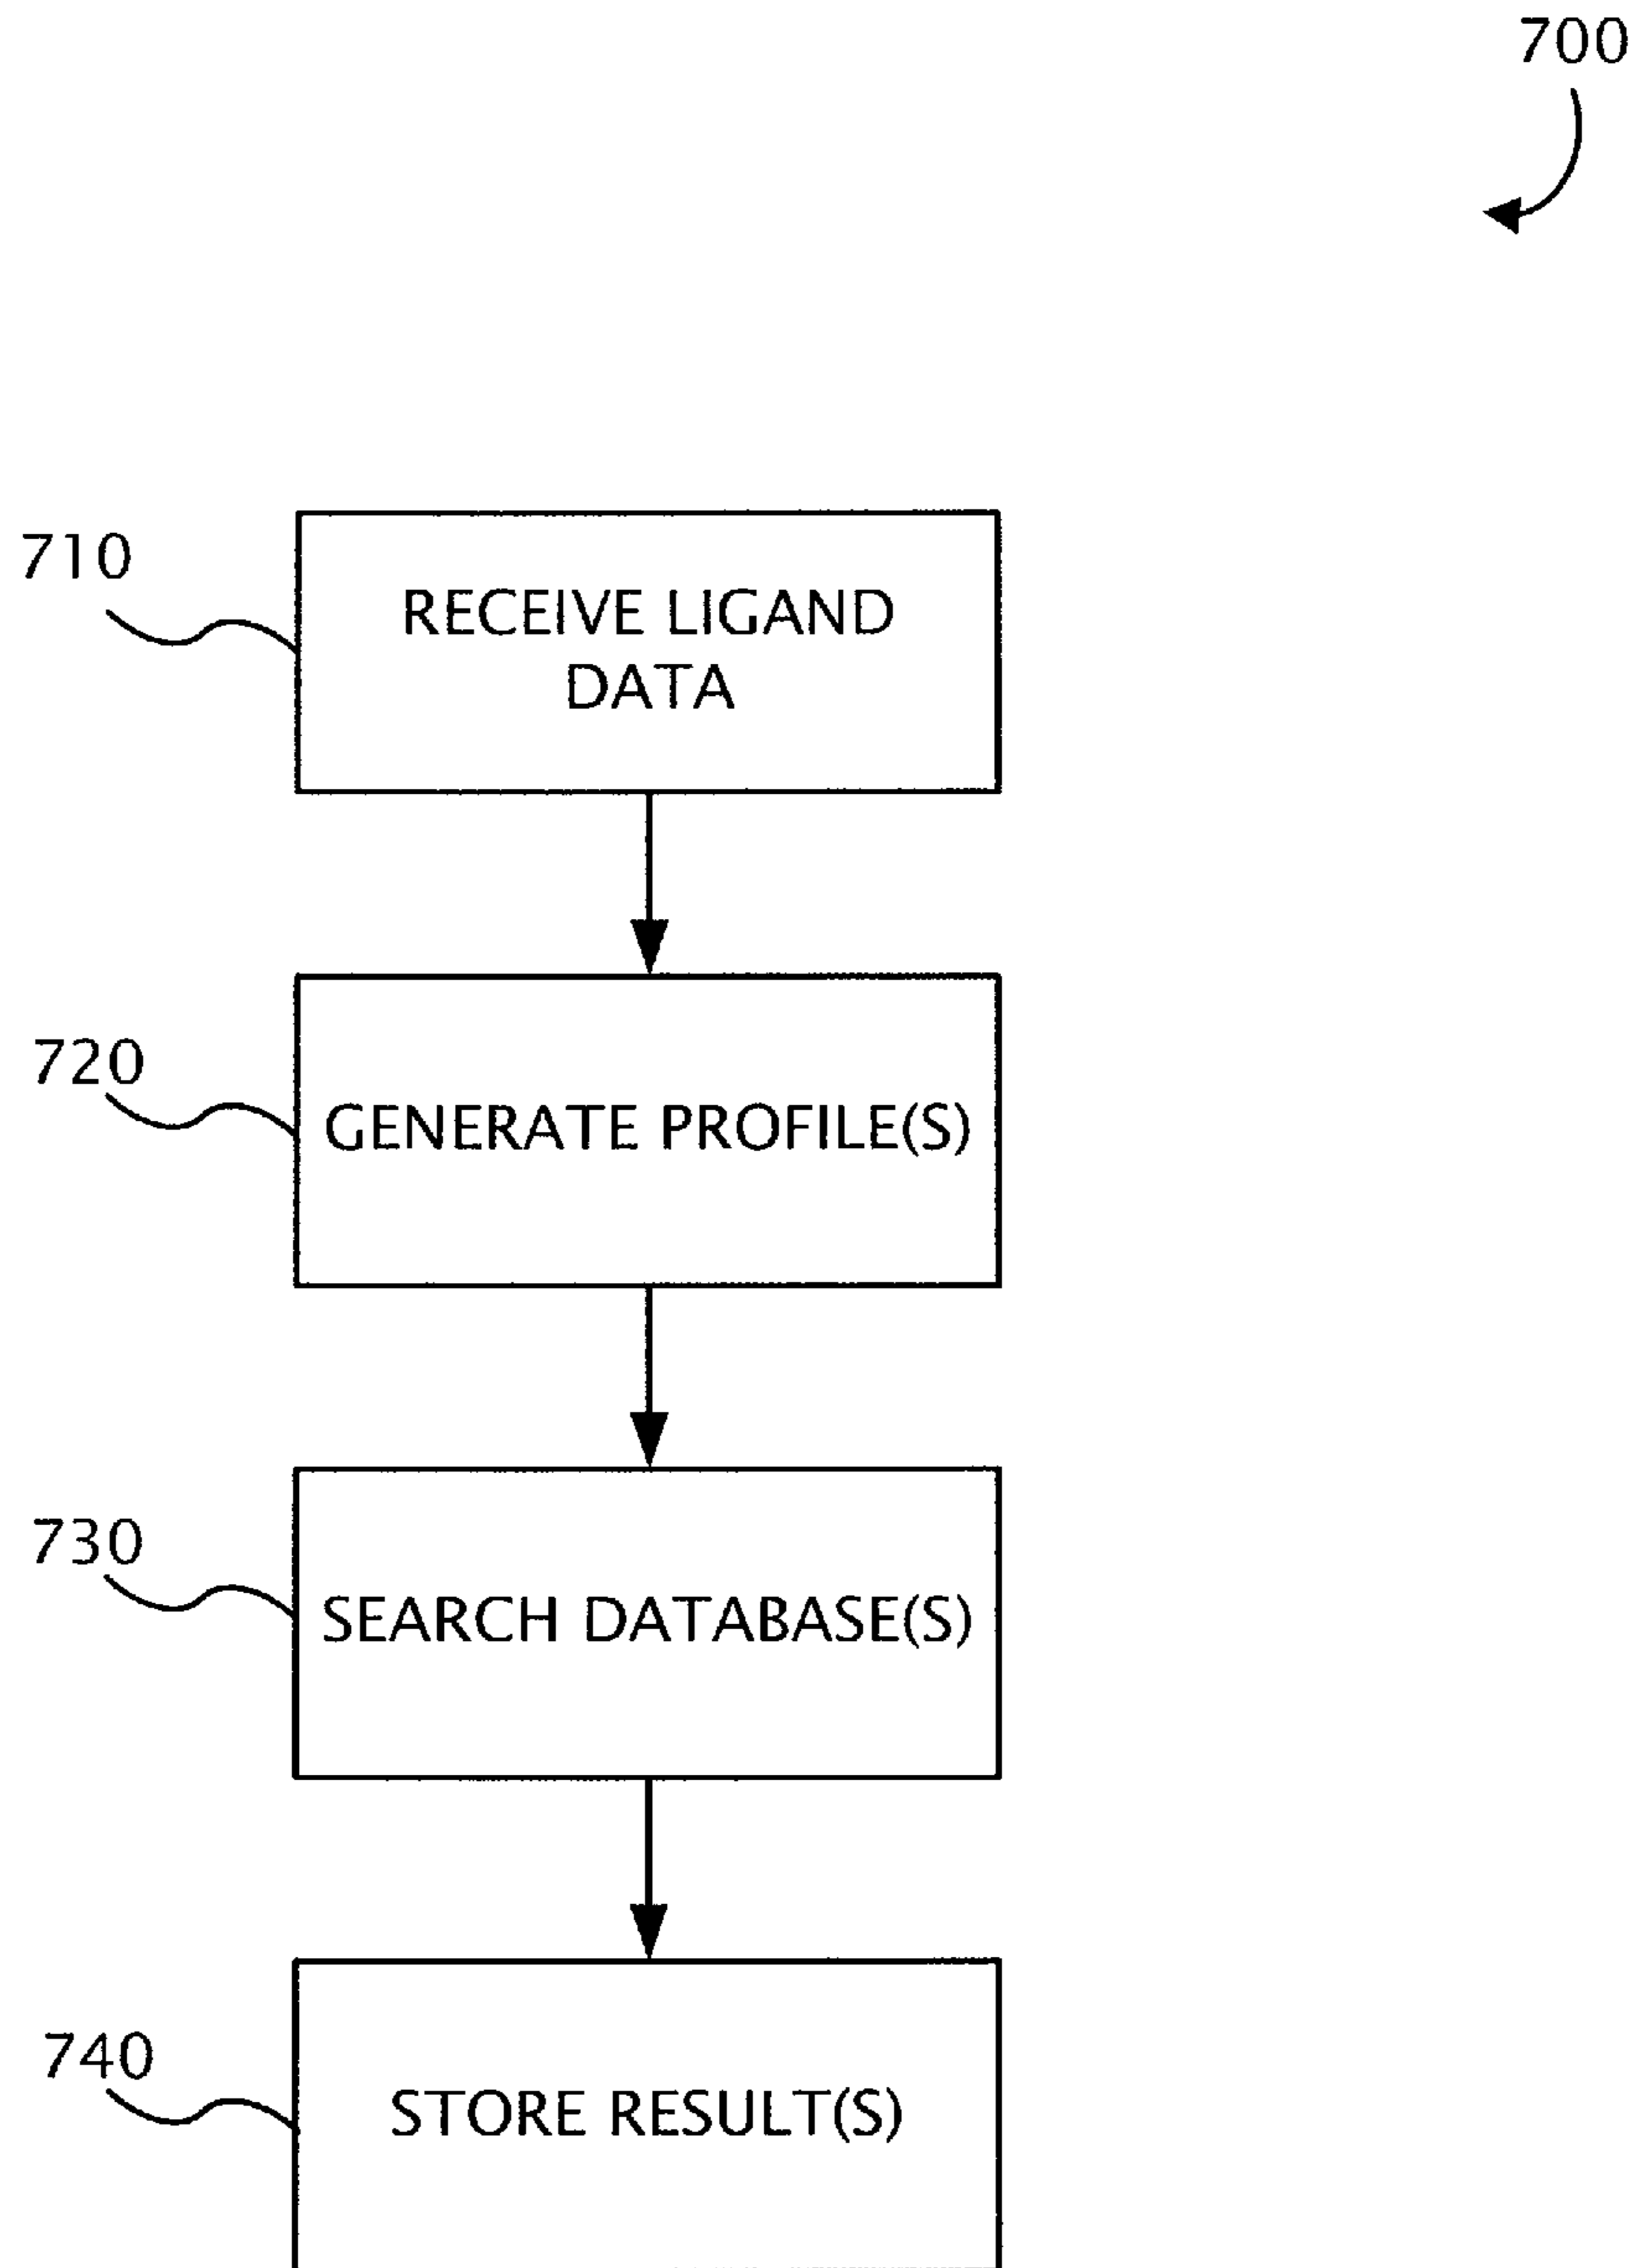 700
710
RECEIVE LIGAND
DATA
720
GENERATE PROFILE(S)
730
SEARCH DATABASE(S)
740
STORE RESULT(S)